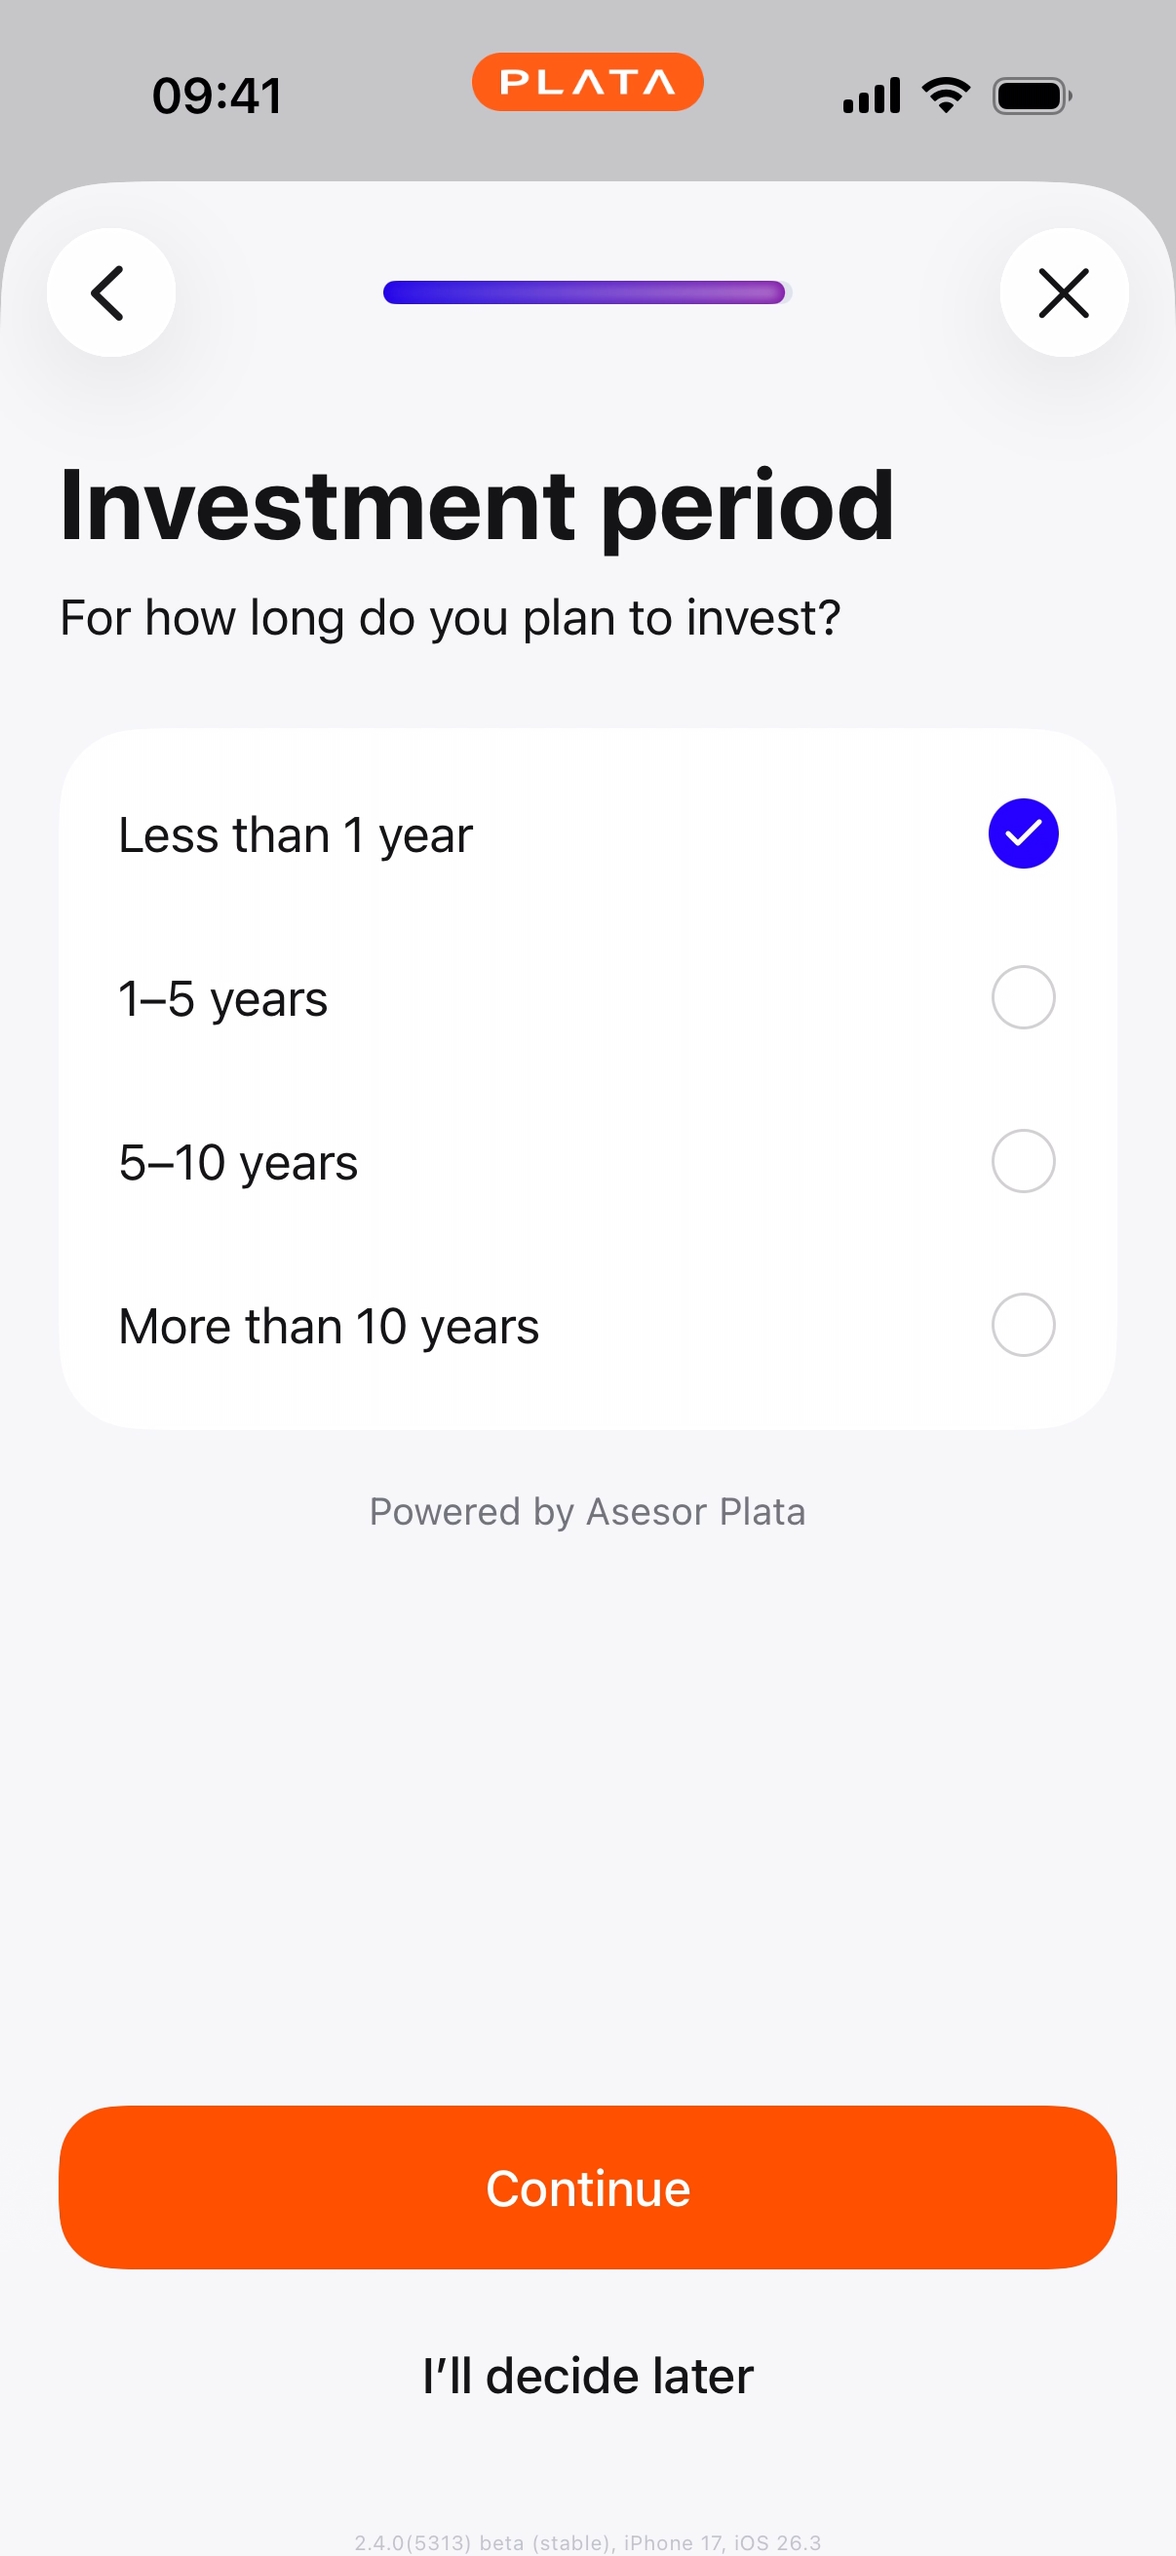 09:41
PLATA
Investment period
For how long do you plan to invest?
Less than 1 year
1–5 years
5–10 years
More than 10 years
Powered by Asesor Plata
Continue
I’ll decide later
2.4.0(5313) beta (stable), iPhone 17, iOS 26.3